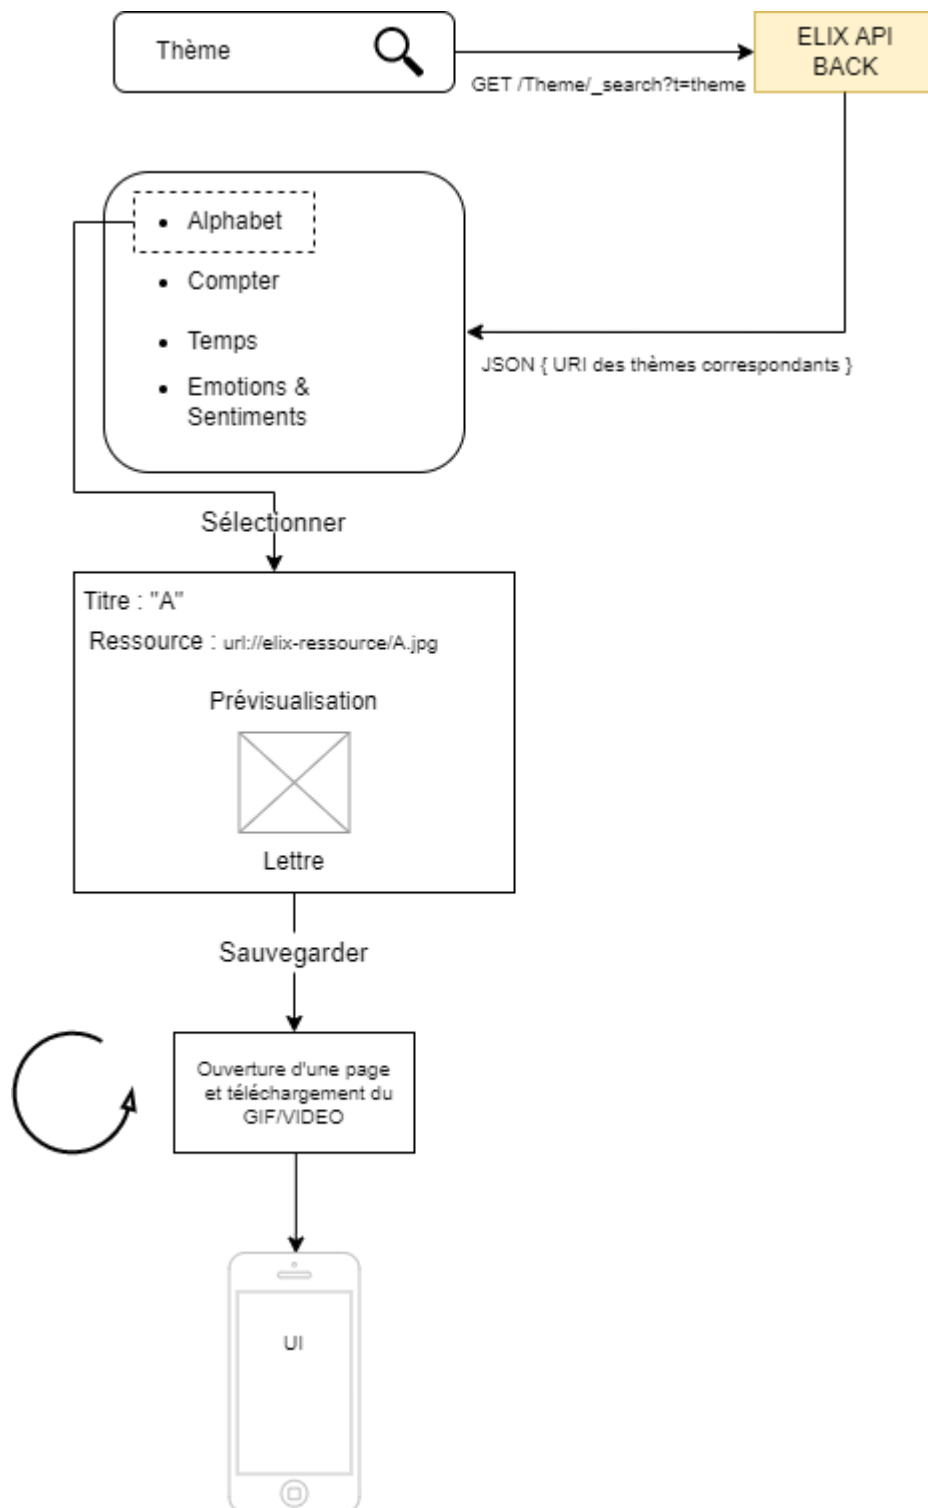 Thème
ELIX API
BACK
GET /Theme/_search?t=theme
• Alphabet
• Compter
• Temps
• Emotions &
Sentiments
JSON { URI des thèmes correspondants }
Sélectionner
Titre : "A"
Ressource : url://elix-ressource/A.jpg
Prévisualisation
Lettre
Sauvegarder
Ouverture d'une page
et téléchargement du
GIF/VIDEO
UI